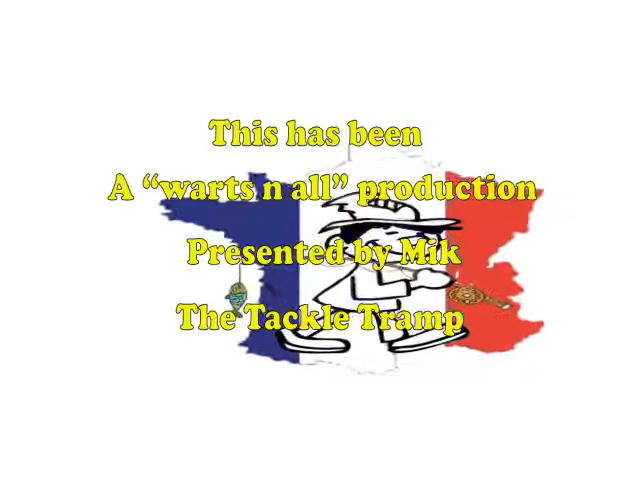 This has been
A “warts n all” production
Presented by Mik
The Tackle Tramp